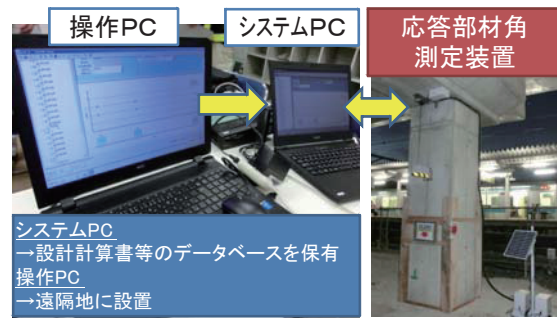 操作PC
システムPC
応答部材角
測定装置
システムPC
→設計計算書等のデータベースを保有
操作PC
→遠隔地に設置